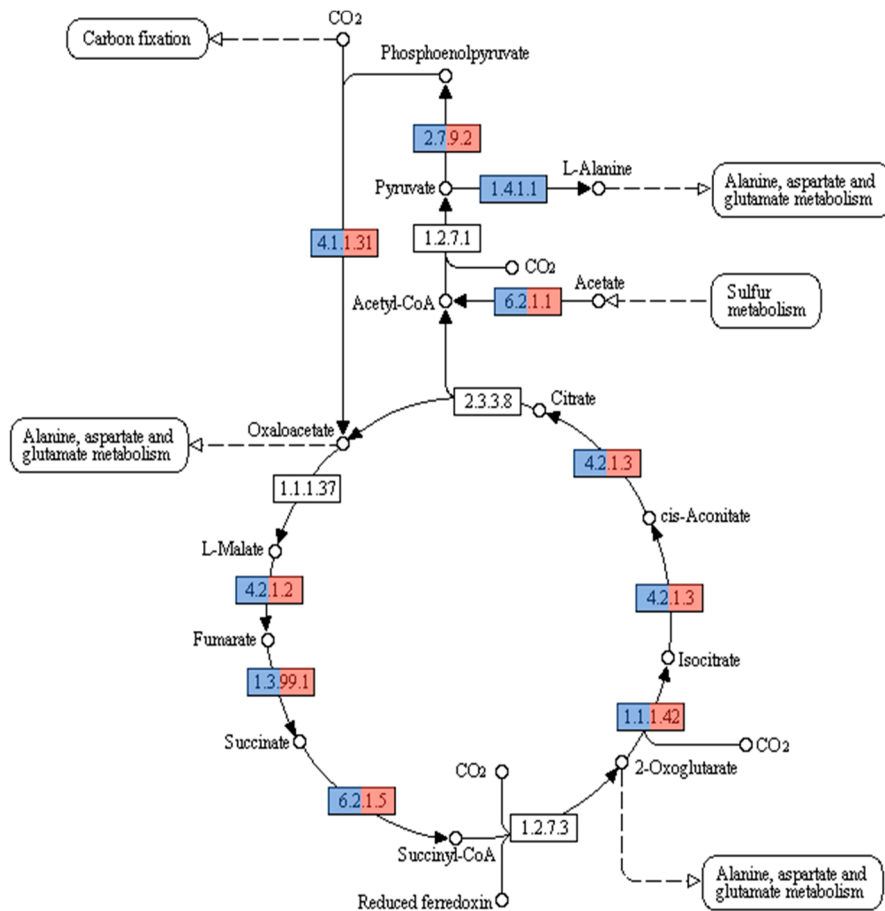 CO2
Carbon fixation
Phosphoenolpyruvate
2.7.9.2
L-Alanine
Pyruvate
1.4.1.1
Alanine, aspartate and
glutamate metabolism
4.1.1.31
1.2.7.1
CO2
Acetate
Acetyl-CoA
6.2.1.1
Sulfur
metabolism
2.3.3.8
Citrate
Oxaloacetate
Alanine, aspartate and
glutamate metabolism
4.2.1.3
1.1.1.37
cis-Aconitate
L-Malate
4.2.1.2
4.2.1.3
Fumarate
Isocitrate
1.3.99.1
1.1.1.42
Succinate
CO2
CO2
2-Oxoglutarate
6.2.1.5
1.2.7.3
Succinyl-CoA
Alanine, aspartate and
glutamate metabolism
Reduced ferredoxin